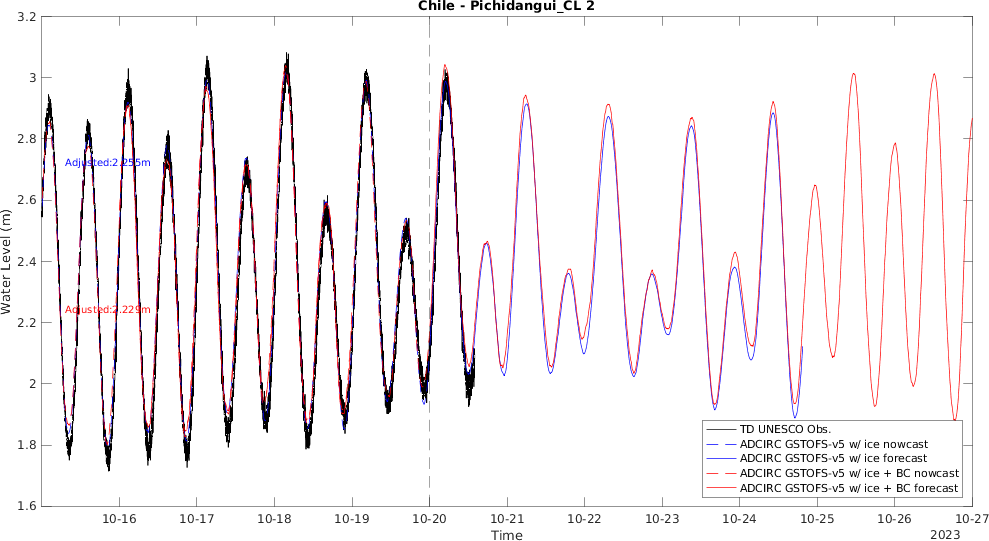 Chile - Pichidangui_CL 2
3.2
3
2.8
2.6
2.4
2.2
2
1.8
1.6
Water Level (m)
Adjusted:2.255m
Adjusted:2.229m
10-16
10-17
10-18
10-19
10-20
10-21
10-22
10-23
10-24
10-25
10-26
10-27
Time
2023
TD UNESCO Obs.
ADCIRC GSTOFS-v5 w/ ice nowcast
ADCIRC GSTOFS-v5 w/ ice forecast
ADCIRC GSTOFS-v5 w/ ice + BC nowcast
ADCIRC GSTOFS-v5 w/ ice + BC forecast